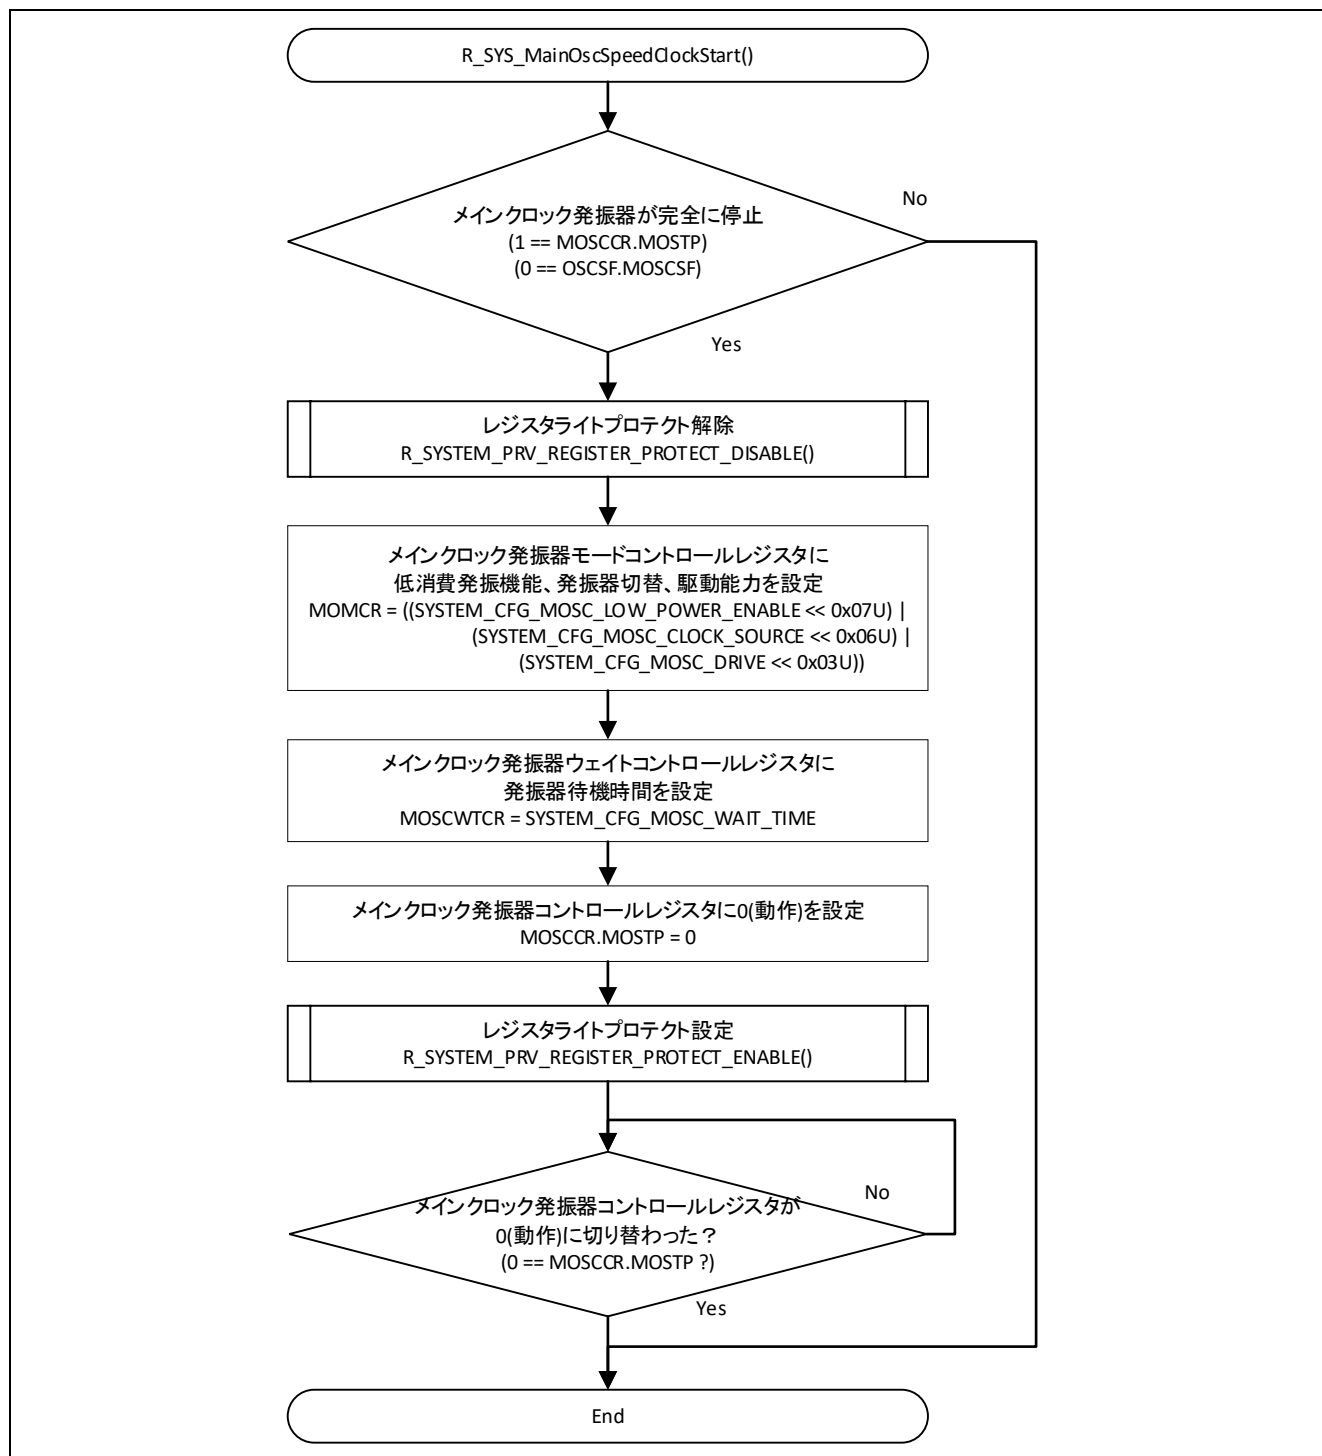 R_SYS_MainOscSpeedClockStart()
メインクロック発振器が完全に停止
(1 == MOSCCR.MOSTP)
(0 == OSCSF.MOSCSF)
No
Yes
レジスタライトプロテクト解除
R_SYSTEM_PRV_REGISTER_PROTECT_DISABLE()
メインクロック発振器モードコントロールレジスタに
低消費発振機能、発振器切替、駆動能力を設定
MOMCR = ((SYSTEM_CFG_MOSC_LOW_POWER_ENABLE << 0x07U) |
(SYSTEM_CFG_MOSC_CLOCK_SOURCE << 0x06U) |
(SYSTEM_CFG_MOSC_DRIVE << 0x03U))
メインクロック発振器ウェイトコントロールレジスタに
発振器待機時間を設定
MOSCWTCR = SYSTEM_CFG_MOSC_WAIT_TIME
メインクロック発振器コントロールレジスタに0(動作)を設定
MOSCCR.MOSTP = 0
レジスタライトプロテクト設定
R_SYSTEM_PRV_REGISTER_PROTECT_ENABLE()
メインクロック発振器コントロールレジスタが
0(動作)に切り替わった？
(0 == MOSCCR.MOSTP ?)
No
Yes
End